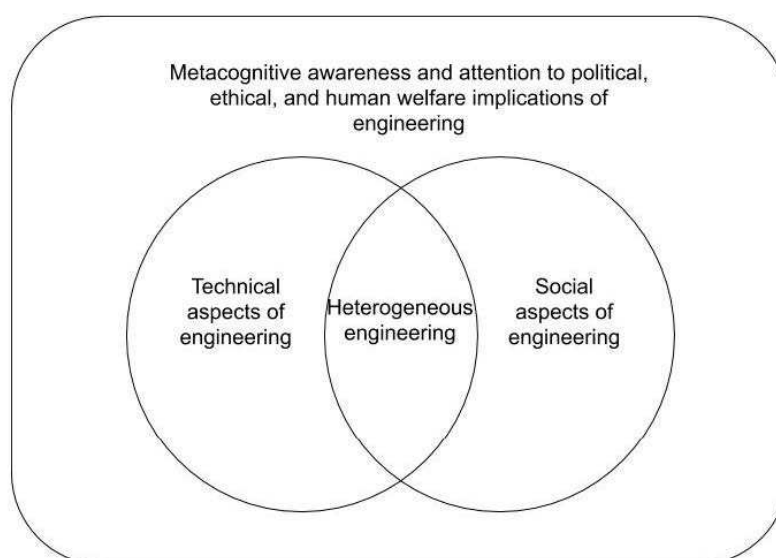 Metacognitive awareness and attention to political,
ethical, and human welfare implications of
engineering
Technical
aspects of
engineering
Heterogeneous
engineering
Social
aspects of
engineering